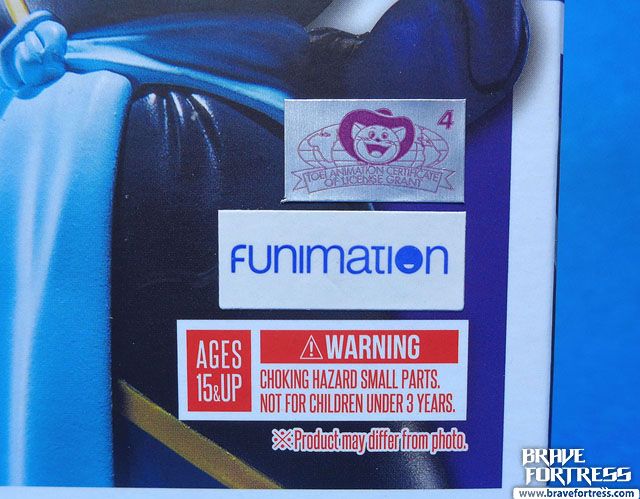 4
TOEI ANIMATION CERTIFICATE
OF LICENSE GRANT
FUnimation
AGES
15&UP
⚠WARNING
CHOKING HAZARD SMALL PARTS.
NOT FOR CHILDREN UNDER 3 YEARS.
※Product may differ from photo.
BRAVE
FORTRESS
www.bravefortress.com